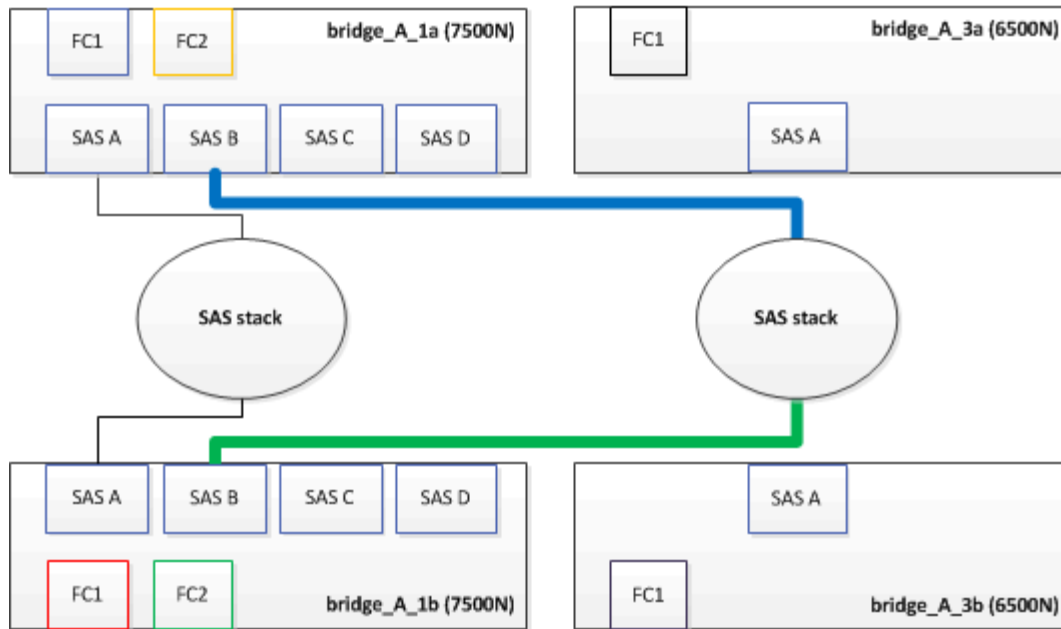 FC1 FC2 bridge_A_1a (7500N)
FC1 bridge_A_3a (6500N)
SAS A SAS B SAS C SAS D
SAS A
SAS stack
SAS stack
SAS A SAS B SAS C SAS D
SAS A
FC1 FC2 bridge_A_1b (7500N)
FC1 bridge_A_3b (6500N)